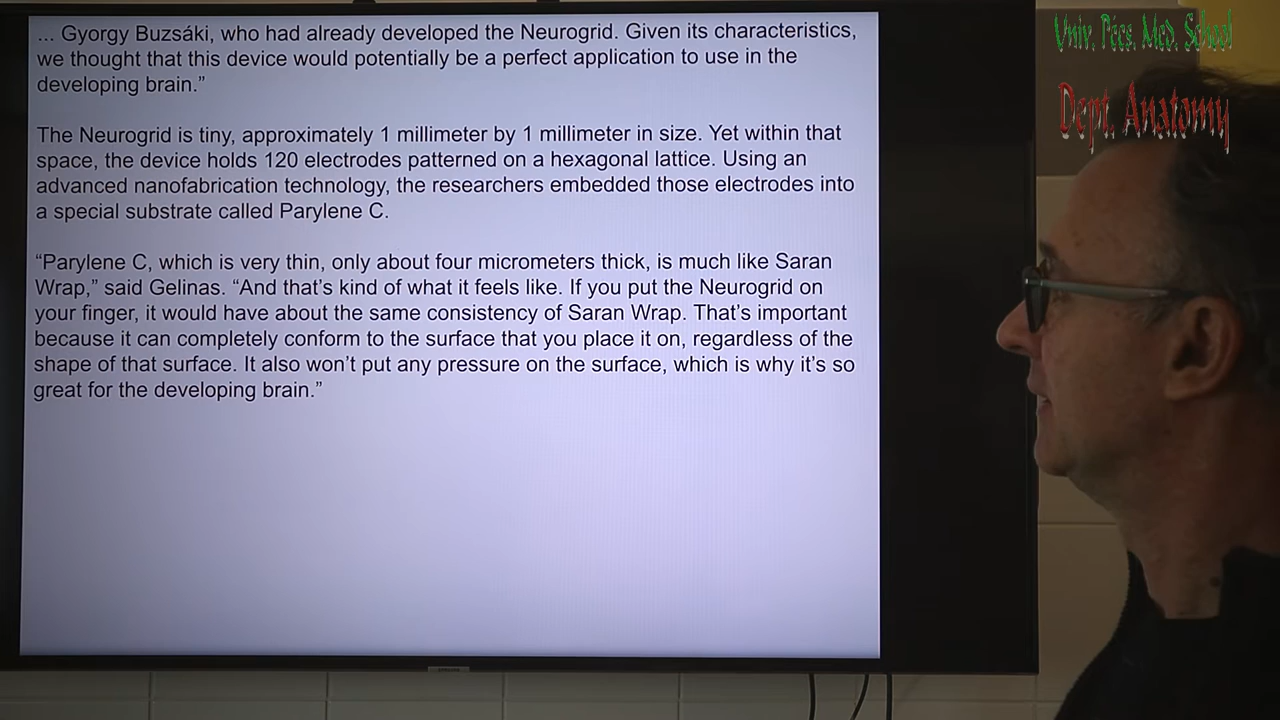 ... Gyorgy Buzsáki, who had already developed the Neurogrid. Given its characteristics,
we thought that this device would potentially be a perfect application to use in the
developing brain.”
The Neurogrid is tiny, approximately 1 millimeter by 1 millimeter in size. Yet within that
space, the device holds 120 electrodes patterned on a hexagonal lattice. Using an
advanced nanofabrication technology, the researchers embedded those electrodes into
a special substrate called Parylene C.
“Parylene C, which is very thin, only about four micrometers thick, is much like Saran
Wrap,” said Gelinas. “And that’s kind of what it feels like. If you put the Neurogrid on
your finger, it would have about the same consistency of Saran Wrap. That’s important
because it can completely conform to the surface that you place it on, regardless of the
shape of that surface. It also won’t put any pressure on the surface, which is why it’s so
great for the developing brain.”
Univ. Pécs. Med. School
Dept. Anatomy